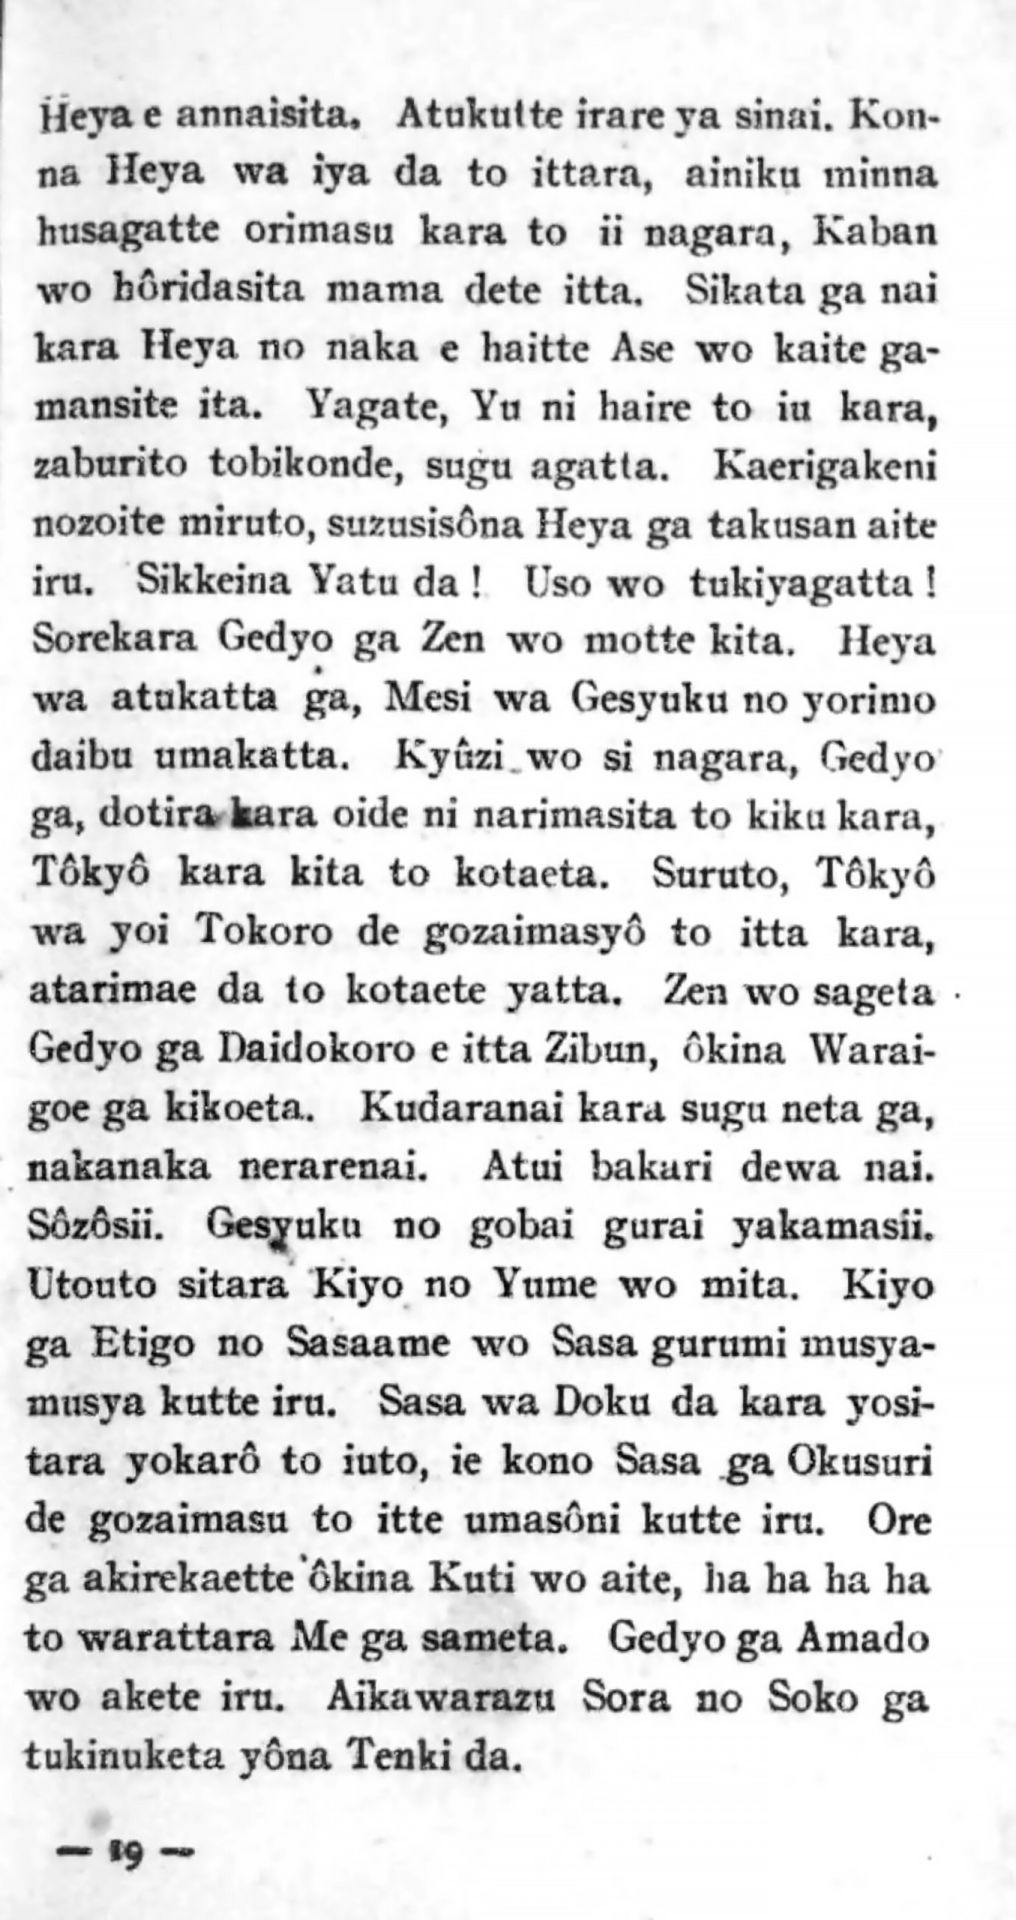 Heya e annaisita. Atukutte irare ya sinai. Kon-
na Heya wa iya da to ittara, ainiku minna
husagatte orimasu kara to ii nagara, Kaban
wo hôridasita mama dete itta. Sikata ga nai
kara Heya no naka e haitte Ase wo kaite ga-
mansite ita. Yagate, Yu ni haire to iu kara,
zaburito tobikonde, sugu agatta. Kaerigakeni
nozoite miruto, suzusisôna Heya ga takusan aite
iru. Sikkeina Yatu da! Uso wo tukiyagatta!
Sorekara Gedyo ga Zen wo motte kita. Heya
wa atukatta ga, Mesi wa Gesyuku no yorimo
daibu umakatta. Kyûzi wo si nagara, Gedyo
ga, dotira kara oide ni narimasita to kiku kara,
Tôkyô kara kita to kotaeta. Suruto, Tôkyô
wa yoi Tokoro de gozaimasyô to itta kara,
atarimae da to kotaete yatta. Zen wo sageta
Gedyo ga Daidokoro e itta Zibun, ôkina Warai-
goe ga kikoeta. Kudaranai kara sugu neta ga,
nakanaka nerarenai. Atui bakari dewa nai.
Sôzôsii. Gesyuku no gobai gurai yakamasii.
Utouto sitara Kiyo no Yume wo mita. Kiyo
ga Etigo no Sasaame wo Sasa gurumi musya-
musya kutte iru. Sasa wa Doku da kara yosi-
tara yokarô to iuto, ie kono Sasa ga Okusuri
de gozaimasu to itte umasôni kutte iru. Ore
ga akirekaette ôkina Kuti wo aite, ha ha ha ha
to warattara Me ga sameta. Gedyo ga Amado
wo akete iru. Aikawarazu Sora no Soko ga
tukinuketa yôna Tenki da.
— 19 —